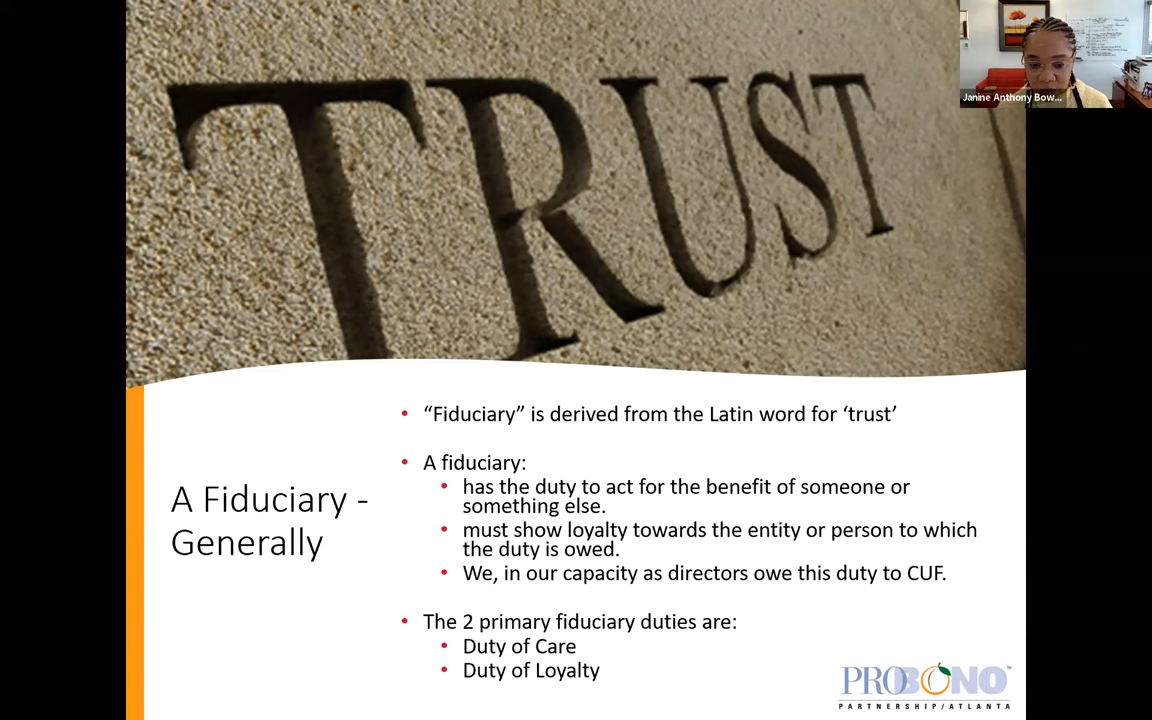 TRUST
Janine Anthony Bow...
A Fiduciary -
Generally
• “Fiduciary” is derived from the Latin word for ‘trust’
• A fiduciary:
• has the duty to act for the benefit of someone or
something else.
• must show loyalty towards the entity or person to which
the duty is owed.
• We, in our capacity as directors owe this duty to CUF.
• The 2 primary fiduciary duties are:
• Duty of Care
• Duty of Loyalty
PROBONO™
PARTNERSHIP/ATLANTA